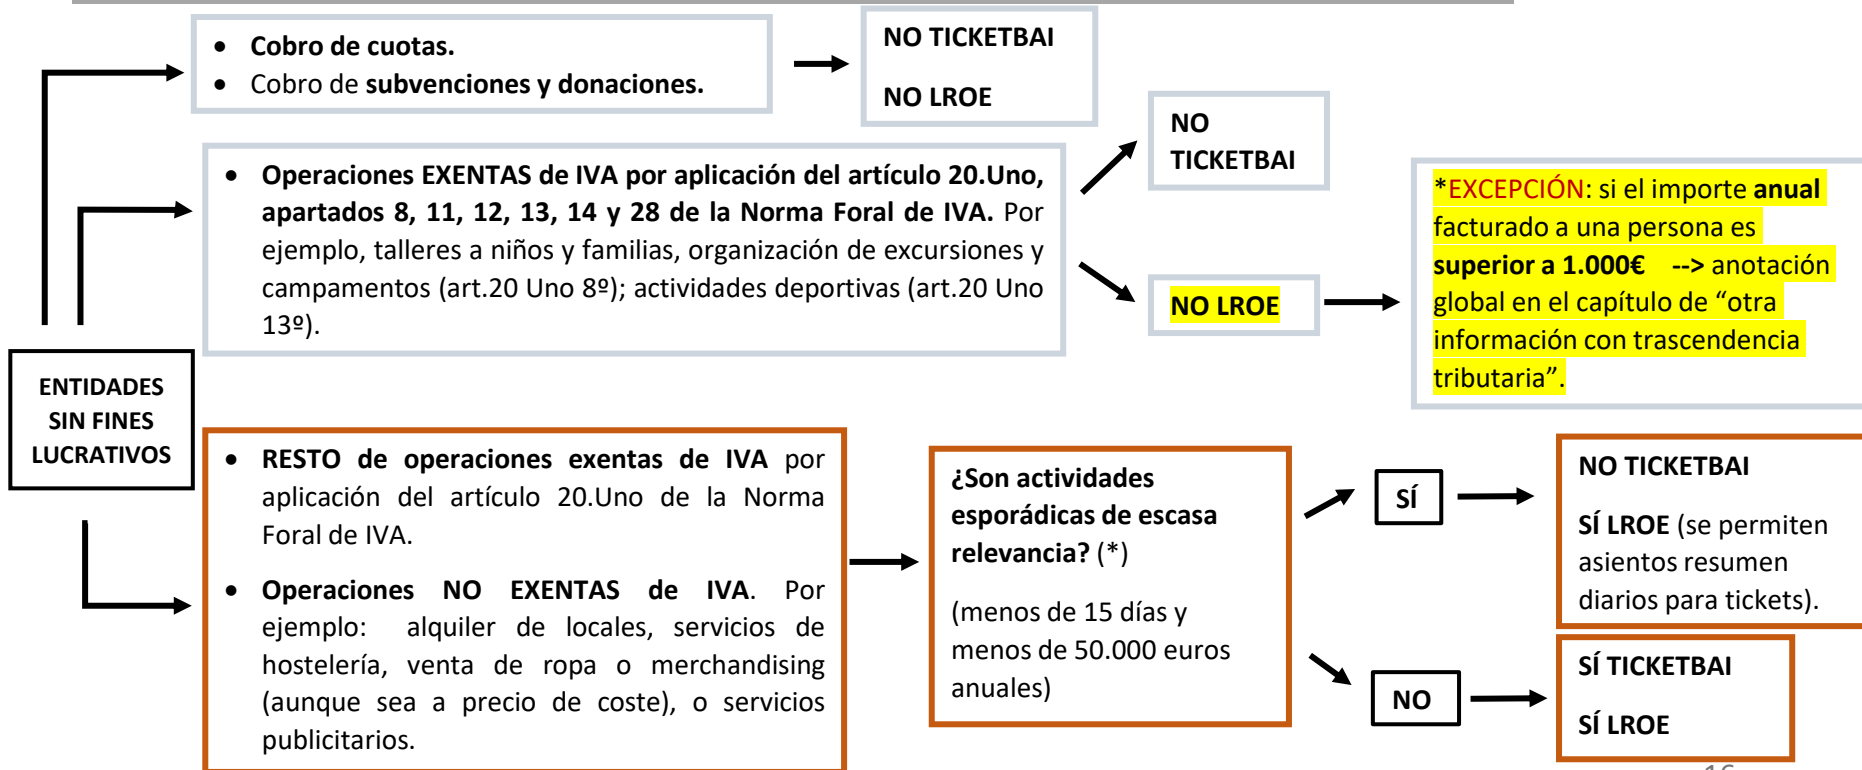 • Cobro de cuotas.
• Cobro de subvenciones y donaciones.
NO TICKETBAI
NO LROE
• Operaciones EXENTAS de IVA por aplicación del artículo 20.Uno,
apartados 8, 11, 12, 13, 14 y 28 de la Norma Foral de IVA. Por
ejemplo, talleres a niños y familias, organización de excursiones y
campamentos (art.20 Uno 8º); actividades deportivas (art.20 Uno
13º).
NO
TICKETBAI
NO LROE
*EXCEPCIÓN: si el importe anual
facturado a una persona es
superior a 1.000€ --> anotación
global en el capítulo de “otra
información con trascendencia
tributaria”.
ENTIDADES
SIN FINES
LUCRATIVOS
• RESTO de operaciones exentas de IVA por
aplicación del artículo 20.Uno de la Norma
Foral de IVA.
• Operaciones NO EXENTAS de IVA. Por
ejemplo: alquiler de locales, servicios de
hostelería, venta de ropa o merchandising
(aunque sea a precio de coste), o servicios
publicitarios.
¿Son actividades
esporádicas de escasa
relevancia? (*)
(menos de 15 días y
menos de 50.000 euros
anuales)
SÍ
NO TICKETBAI
SÍ LROE (se permiten
asientos resumen
diarios para tickets).
NO
SÍ TICKETBAI
SÍ LROE